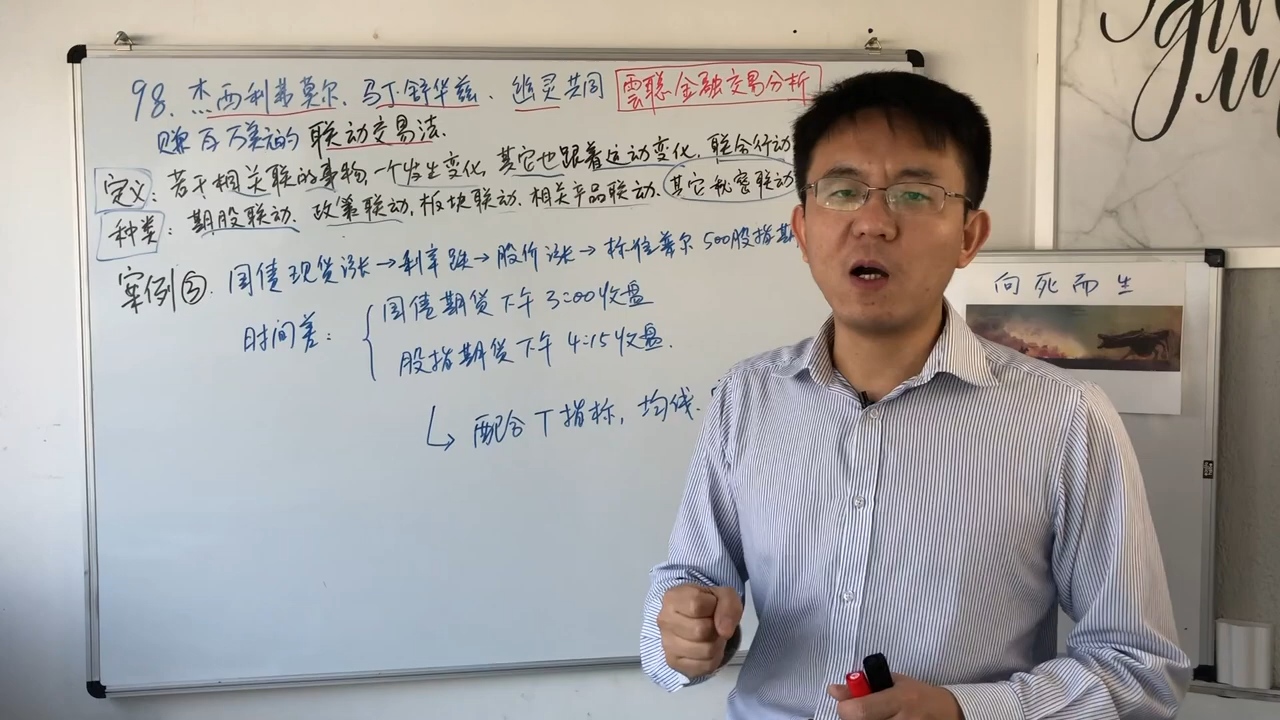 98. 杰西利弗莫尔、马丁舒华兹、幽灵共同
雲聪金融交易分析
赚百万美元的联动交易法.
定义：若干相关联的事物，一个发生变化，其它也跟着运动变化，联合行动
种类：期股联动、政策联动、板块联动、相关产品联动、其它秘密联动
案例③. 国债现货涨→利率跌→股价涨→标准普尔500股指期
时间差：
国债期货下午3:00收盘
股指期货下午4:15收盘.
↳ 配合T指标，均线、
向死而生